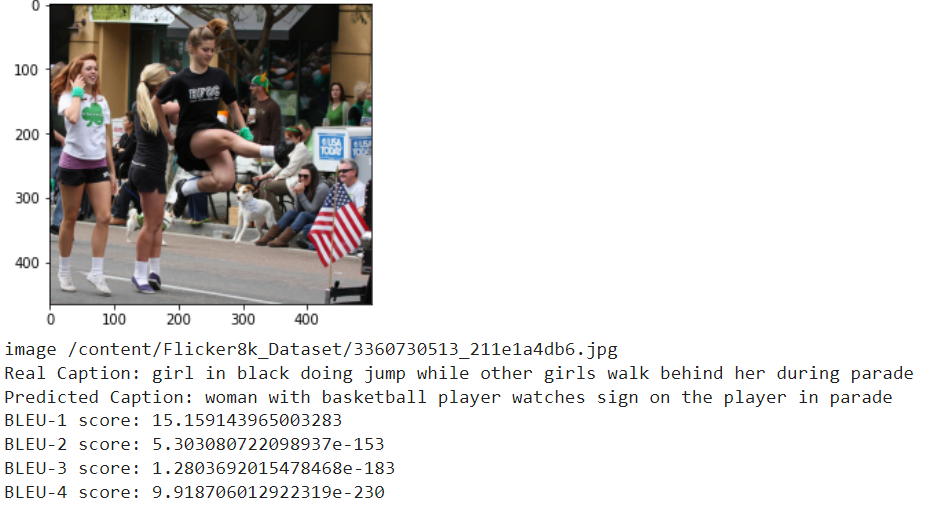 0
100
200
300
400
0 100 200 300 400
HFOC
USA TODAY
image /content/Flicker8k_Dataset/3360730513_211e1a4db6.jpg
Real Caption: girl in black doing jump while other girls walk behind her during parade
Predicted Caption: woman with basketball player watches sign on the player in parade
BLEU-1 score: 15.159143965003283
BLEU-2 score: 5.303080722098937e-153
BLEU-3 score: 1.2803692015478468e-183
BLEU-4 score: 9.918706012922319e-230